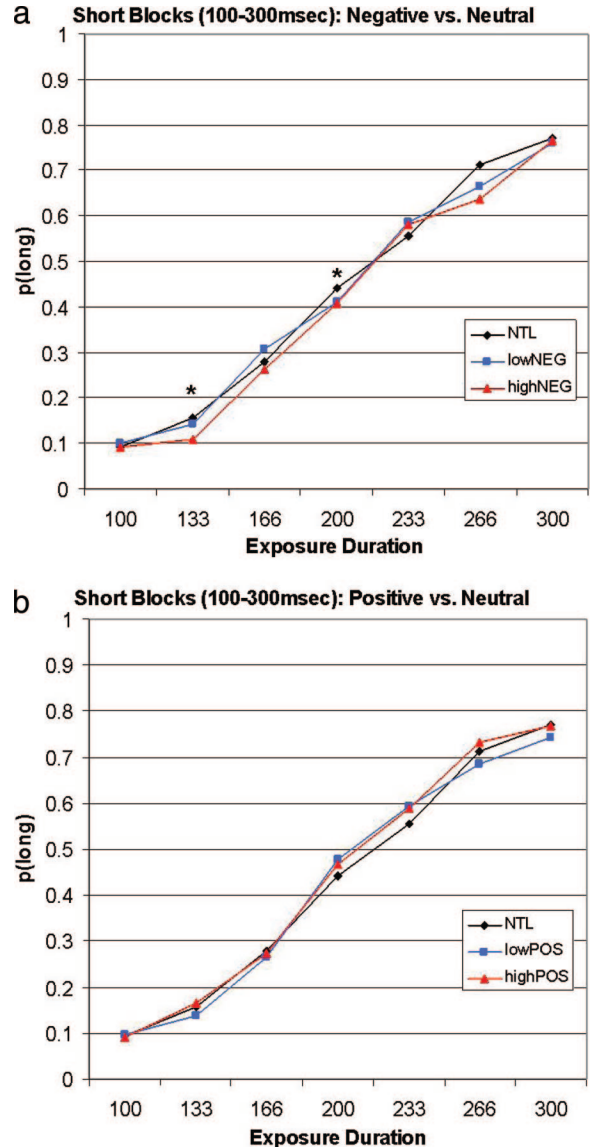 a
Short Blocks (100-300msec): Negative vs. Neutral
1
0.9
0.8
0.7
0.6
0.5
0.4
0.3
0.2
0.1
0
p(long)
*
*
NTL
lowNEG
highNEG
100 133 166 200 233 266 300
Exposure Duration
b
Short Blocks (100-300msec): Positive vs. Neutral
1
0.9
0.8
0.7
0.6
0.5
0.4
0.3
0.2
0.1
0
p(long)
NTL
lowPOS
highPOS
100 133 166 200 233 266 300
Exposure Duration